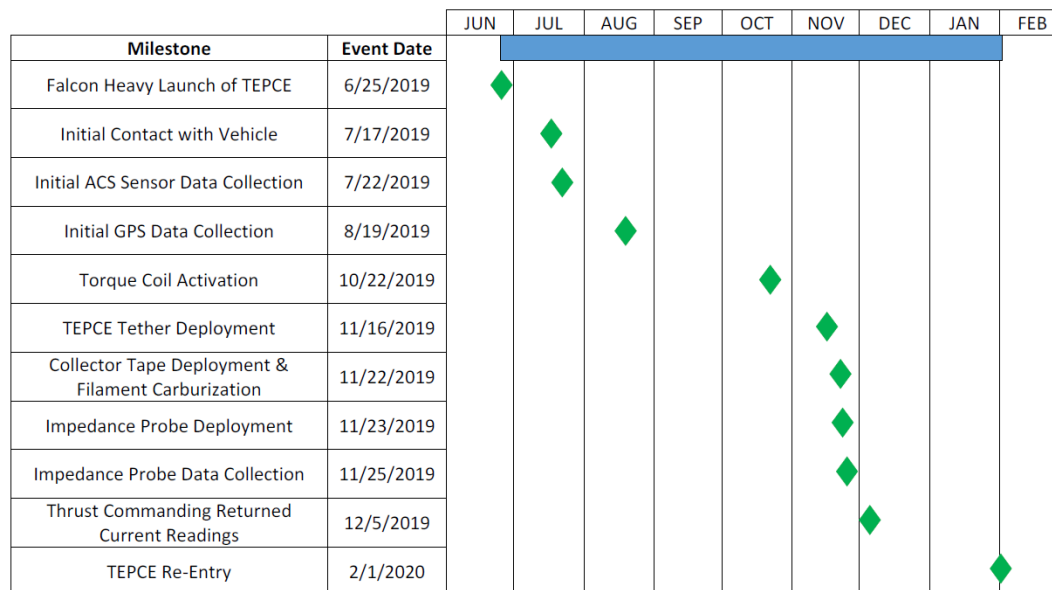 JUN JUL AUG SEP OCT NOV DEC JAN FEB
Milestone Event Date
Falcon Heavy Launch of TEPCE 6/25/2019
Initial Contact with Vehicle 7/17/2019
Initial ACS Sensor Data Collection 7/22/2019
Initial GPS Data Collection 8/19/2019
Torque Coil Activation 10/22/2019
TEPCE Tether Deployment 11/16/2019
Collector Tape Deployment &
Filament Carburization 11/22/2019
Impedance Probe Deployment 11/23/2019
Impedance Probe Data Collection 11/25/2019
Thrust Commanding Returned
Current Readings 12/5/2019
TEPCE Re-Entry 2/1/2020